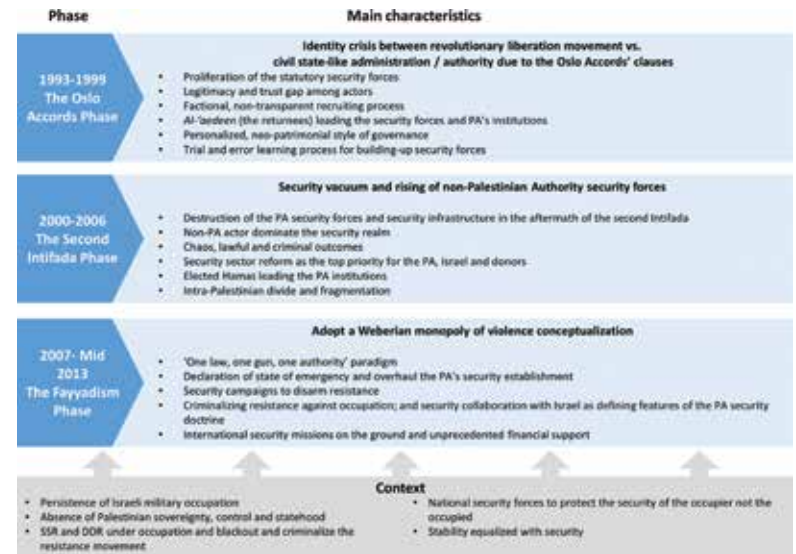 Phase
Main characteristics
1993-1999
The Oslo
Accords Phase
Identity crisis between revolutionary liberation movement vs.
civil state-like administration / authority due to the Oslo Accords' clauses
• Proliferation of the statutory security forces
• Legitimacy and trust gap among actors
• Factional, non-transparent recruiting process
• Al-'aedeen (the returnees) leading the security forces and PA's institutions
• Personalized, neo-patrimonial style of governance
• Trial and error learning process for building-up security forces
2000-2006
The Second
Intifada Phase
Security vacuum and rising of non-Palestinian Authority security forces
• Destruction of the PA security forces and security infrastructure in the aftermath of the second Intifada
• Non-PA actor dominate the security realm
• Chaos, lawful and criminal outcomes
• Security sector reform as the top priority for the PA, Israel and donors
• Elected Hamas leading the PA institutions
• Intra-Palestinian divide and fragmentation
2007- Mid
2013
The Fayyadism
Phase
Adopt a Weberian monopoly of violence conceptualization
• 'One law, one gun, one authority' paradigm
• Declaration of state of emergency and overhaul the PA's security establishment
• Security campaigns to disarm resistance
• Criminalizing resistance against occupation; and security collaboration with Israel as defining features of the PA security
doctrine
• International security missions on the ground and unprecedented financial support
Context
• Persistence of Israeli military occupation
• Absence of Palestinian sovereignty, control and statehood
• SSR and DDR under occupation and blackout and criminalize the
resistance movement
• National security forces to protect the security of the occupier not the
occupied
• Stability equalized with security